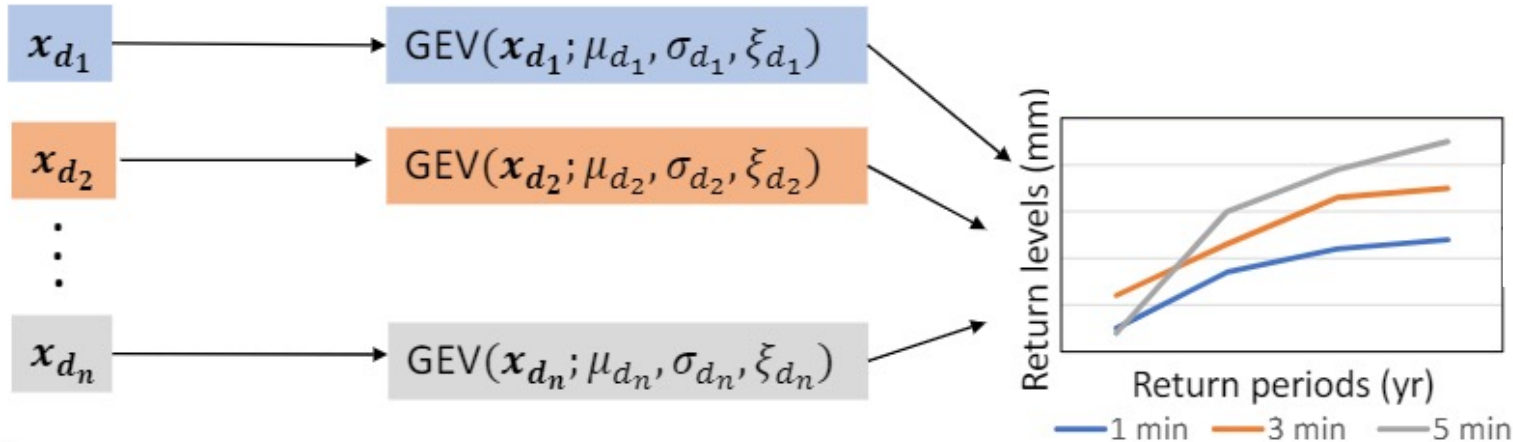 x_{d_1}
GEV(x_{d_1}; μ_{d_1}, σ_{d_1}, ξ_{d_1})
x_{d_2}
GEV(x_{d_2}; μ_{d_2}, σ_{d_2}, ξ_{d_2})
⋮
x_{d_n}
GEV(x_{d_n}; μ_{d_n}, σ_{d_n}, ξ_{d_n})
Return levels (mm)
Return periods (yr)
1 min 3 min 5 min